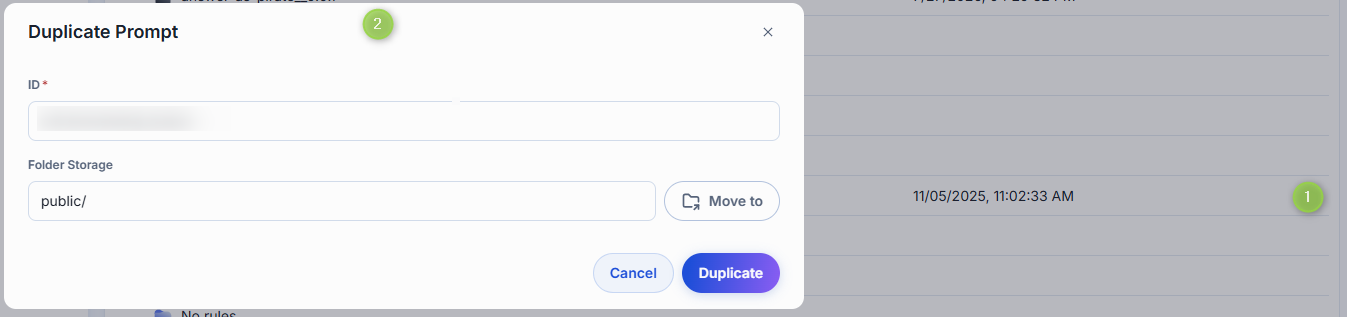 2
Duplicate Prompt
ID *
Folder Storage
public/
Move to
11/05/2025, 11:02:33 AM
1
Cancel
Duplicate
No rules